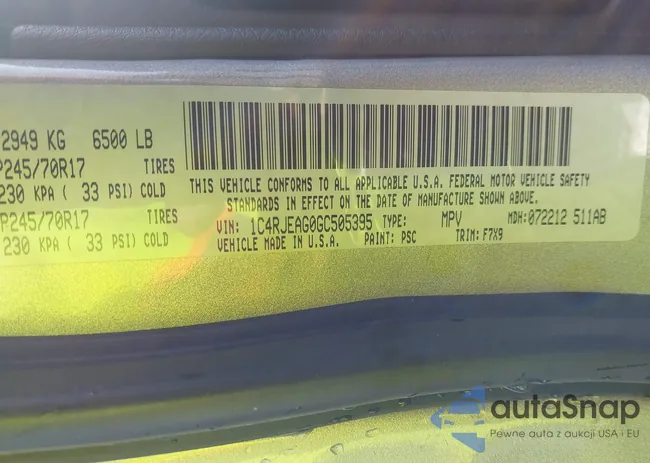 2949 KG 6500 LB
P245/70R17 TIRES
230 KPA ( 33 PSI) COLD
P245/70R17 TIRES
230 KPA ( 33 PSI) COLD
THIS VEHICLE CONFORMS TO ALL APPLICABLE U.S.A. FEDERAL MOTOR VEHICLE SAFETY
STANDARDS IN EFFECT ON THE DATE OF MANUFACTURE SHOWN ABOVE.
VIN: 1C4RJEAG0GC505395 TYPE: MPV MDH: 072212 511AB
VEHICLE MADE IN U.S.A. PAINT: PSC TRIM: F7X9
autaSnap
Pewne auta z aukcji USA i EU